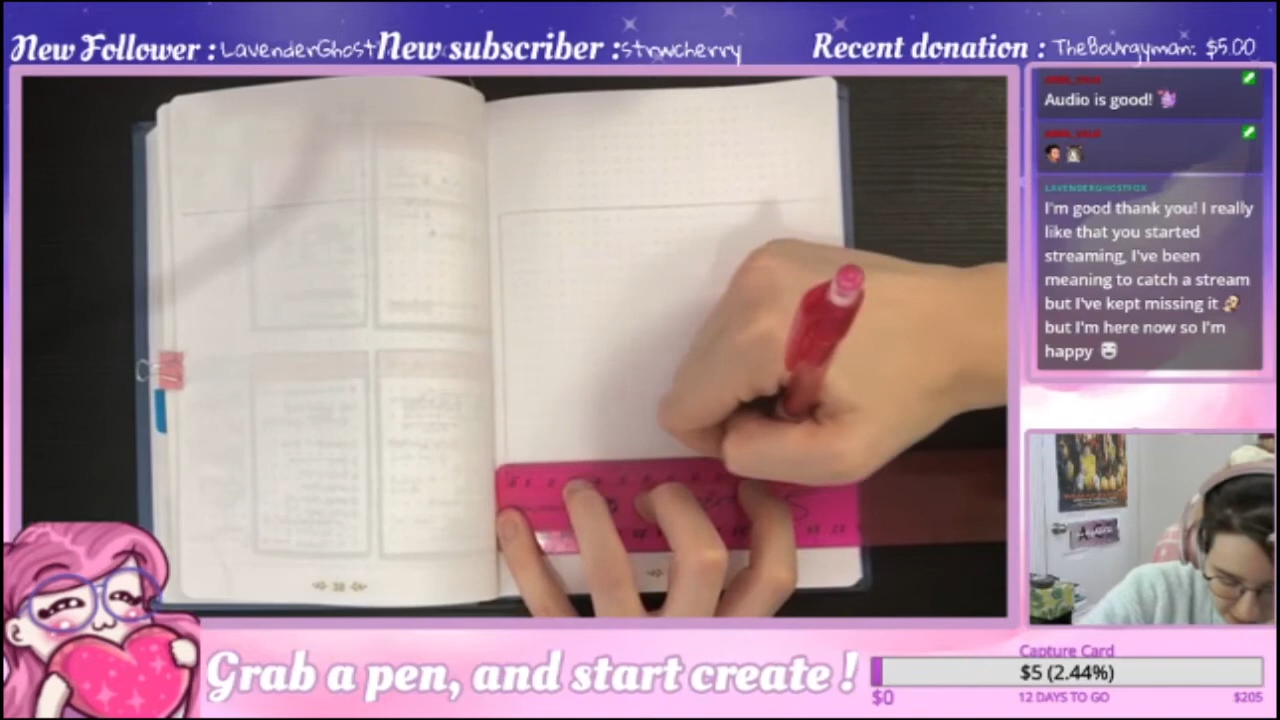 New Follower : LavenderGhost
New subscriber : strwcherry
Recent donation : TheBourgyman: $5.00
Audio is good!
LAVENDERGHOSTFOX
I'm good thank you! I really
like that you started
streaming, I've been
meaning to catch a stream
but I've kept missing it
but I'm here now so I'm
happy
38
Grab a pen, and start create !
Capture Card
$5 (2.44%)
$0
12 DAYS TO GO
$205